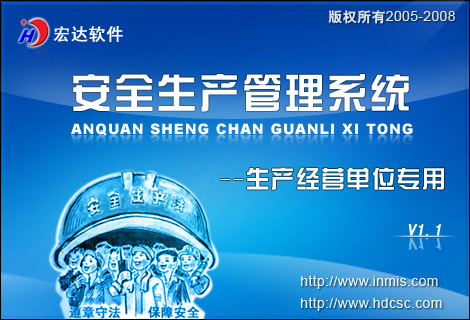 宏达软件
版权所有2005-2008
安全生产管理系统
ANQUAN SHENG CHAN GUANLI XI TONG
--生产经营单位专用
安全生产法
V1.1
遵章守法 保障安全
http://www.inmis.com
http://www.hdcsc.com